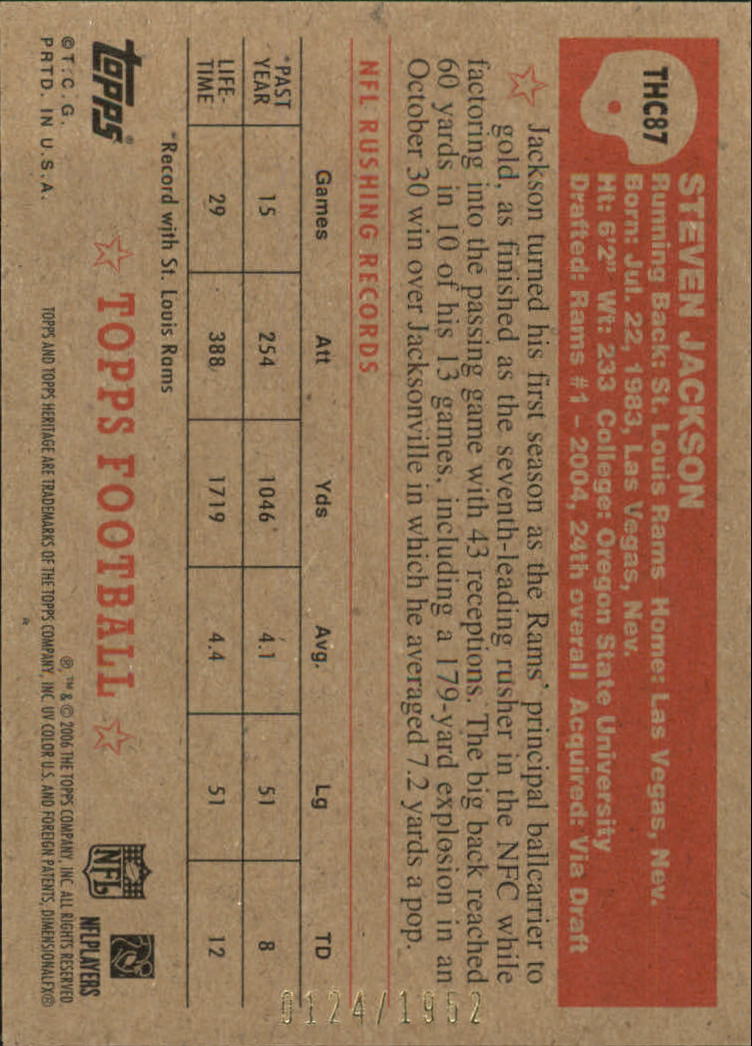 THC87
STEVEN JACKSON
Running Back: St. Louis Rams Home: Las Vegas, Nev.
Born: Jul. 22, 1983, Las Vegas, Nev.
Ht: 6'2" Wt: 233 College: Oregon State University
Drafted: Rams #1 - 2004, 24th overall Acquired: Via Draft
Jackson turned his first season as the Rams' principal ballcarrier to
gold, as finished as the seventh-leading rusher in the NFC while
factoring into the passing game with 43 receptions. The big back reached
60 yards in 10 of his 13 games, including a 179-yard explosion in an
October 30 win over Jacksonville in which he averaged 7.2 yards a pop.
NFL RUSHING RECORDS
Games Att Yds Avg. Lg TD
*PAST YEAR 15 254 1046 4.1 51 8
LIFE-TIME 29 388 1719 4.4 51 12
*Record with St. Louis Rams
0124/1952
topps®
TOPPS FOOTBALL
NFL
NFLPLAYERS
©T.C.G.
PRTD. IN U.S.A.
®, ™ & © 2006 THE TOPPS COMPANY, INC. ALL RIGHTS RESERVED.
TOPPS AND TOPPS HERITAGE ARE TRADEMARKS OF THE TOPPS COMPANY, INC. UV COLOR U.S. AND FOREIGN PATENTS, DIMENSIONALFX®